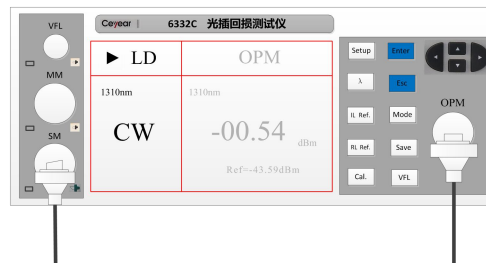 VFL
MM
SM
Ceyear
6332C 光插回损测试仪
► LD
OPM
1310nm
CW
1310nm
-00.54 dBm
Ref=-43.59dBm
Setup
Enter
λ
Esc
IL Ref.
Mode
RL Ref.
Save
Cal.
VFL
OPM